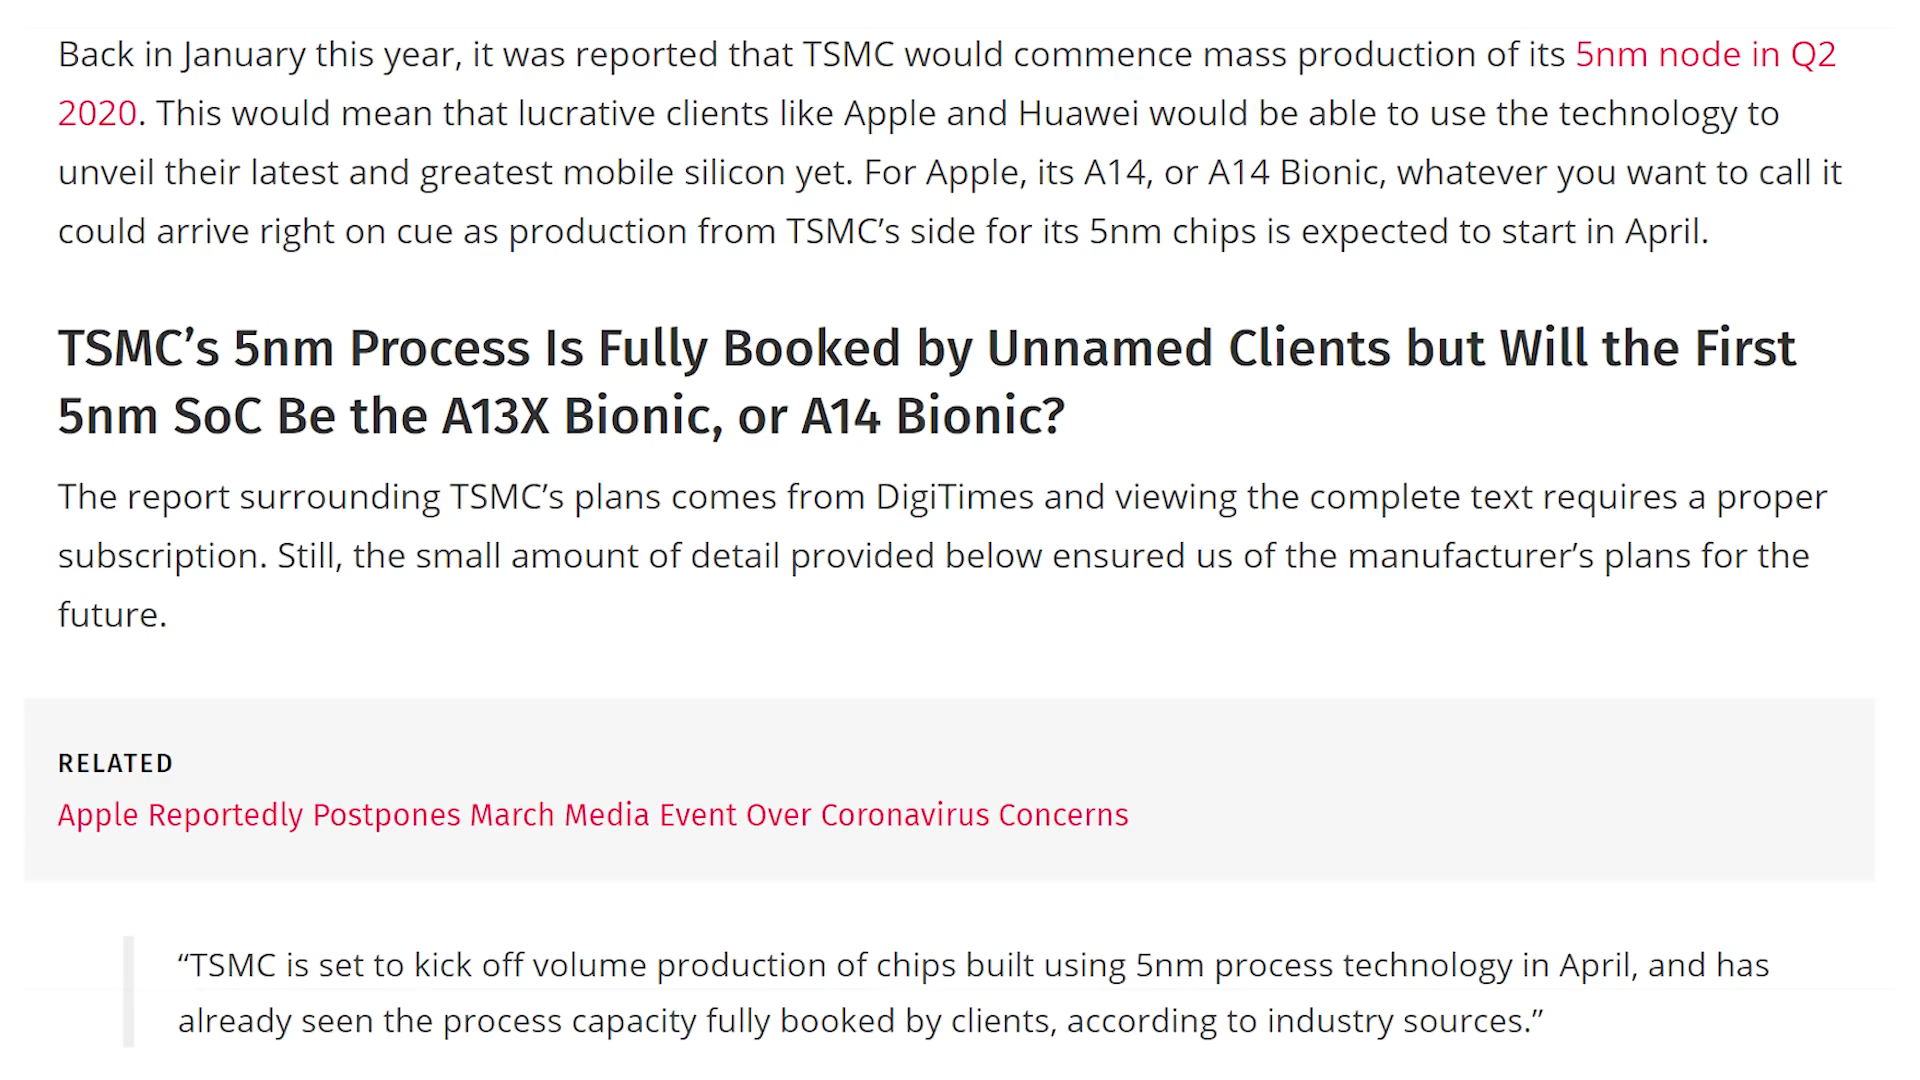 Back in January this year, it was reported that TSMC would commence mass production of its 5nm node in Q2
2020. This would mean that lucrative clients like Apple and Huawei would be able to use the technology to
unveil their latest and greatest mobile silicon yet. For Apple, its A14, or A14 Bionic, whatever you want to call it
could arrive right on cue as production from TSMC’s side for its 5nm chips is expected to start in April.
TSMC’s 5nm Process Is Fully Booked by Unnamed Clients but Will the First
5nm SoC Be the A13X Bionic, or A14 Bionic?
The report surrounding TSMC’s plans comes from DigiTimes and viewing the complete text requires a proper
subscription. Still, the small amount of detail provided below ensured us of the manufacturer’s plans for the
future.
RELATED
Apple Reportedly Postpones March Media Event Over Coronavirus Concerns
“TSMC is set to kick off volume production of chips built using 5nm process technology in April, and has
already seen the process capacity fully booked by clients, according to industry sources.”